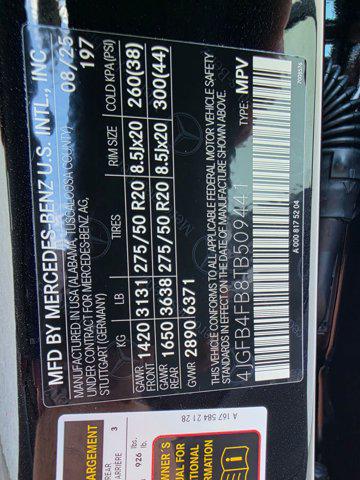 MFD BY MERCEDES-BENZ U.S. INTL., INC.
MANUFACTURED IN USA (ALABAMA, TUSCALOOSA COUNTY) 08/25
UNDER CONTRACT FOR MERCEDES-BENZ AG, 197
STUTTGART (GERMANY)
KG LB TIRES RIM SIZE COLD KPA (PSI)
GAWR 1420 3131 275/50 R20 8.5Jx20 260(38)
FRONT
GAWR 1650 3638 275/50 R20 8.5Jx20 300(44)
REAR
GVWR 2890 6371
THIS VEHICLE CONFORMS TO ALL APPLICABLE FEDERAL MOTOR VEHICLE SAFETY
STANDARDS IN EFFECT ON THE DATE OF MANUFACTURE SHOWN ABOVE. MPV
4JGFB4FB8TB509441
A 000 817 52 04
A 167 584 21 28
3
926 lb.
lbs.
REAR
ARRIÈRE